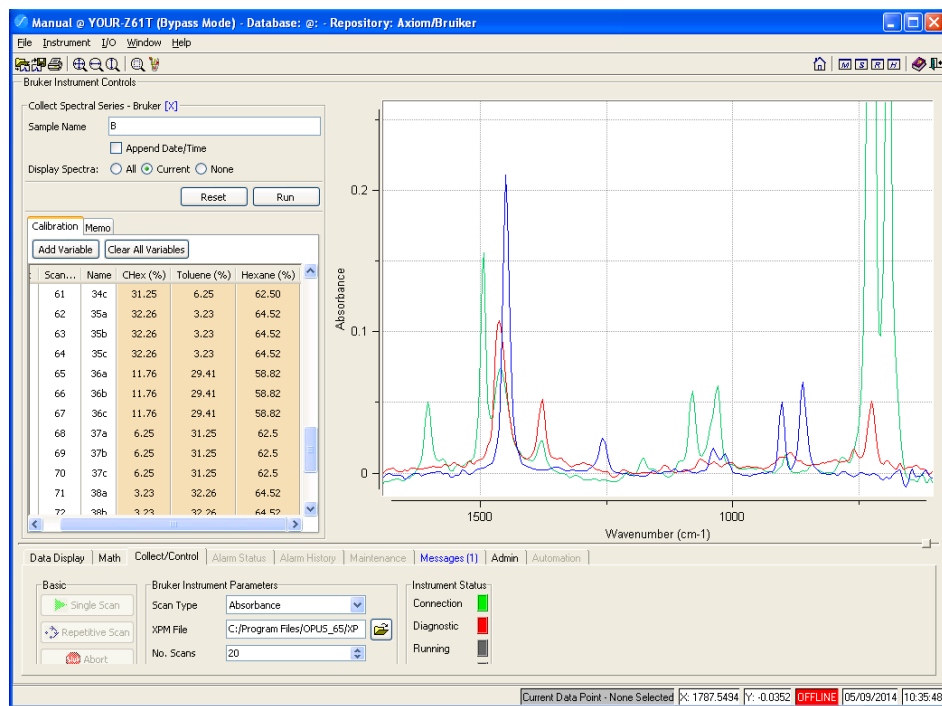 Manual @ YOUR-Z61T (Bypass Mode) - Database: @: - Repository: Axiom/Bruiker
File Instrument I/O Window Help
M S R H
Bruker Instrument Controls
Collect Spectral Series - Bruker [X]
Sample Name B
Append Date/Time
Display Spectra: All Current None
Reset Run
Calibration Memo
Add Variable Clear All Variables
Scan... Name CHex (%) Toluene (%) Hexane (%)
61 34c 31.25 6.25 62.50
62 35a 32.26 3.23 64.52
63 35b 32.26 3.23 64.52
64 35c 32.26 3.23 64.52
65 36a 11.76 29.41 58.82
66 36b 11.76 29.41 58.82
67 36c 11.76 29.41 58.82
68 37a 6.25 31.25 62.5
69 37b 6.25 31.25 62.5
70 37c 6.25 31.25 62.5
71 38a 3.23 32.26 64.52
72 38b 3.23 32.26 64.52
Absorbance
0.2
0.1
0
1500 1000
Wavenumber (cm-1)
Data Display Math Collect/Control Alarm Status Alarm History Maintenance Messages (1) Admin Automation
Basic
Single Scan
Repetitive Scan
Abort
Bruker Instrument Parameters
Scan Type Absorbance
XPM File C:/Program Files/OPUS_65/XP
No. Scans 20
Instrument Status
Connection
Diagnostic
Running
Current Data Point - None Selected X: 1787.5494 Y: -0.0352 OFFLINE 05/09/2014 10:35:48